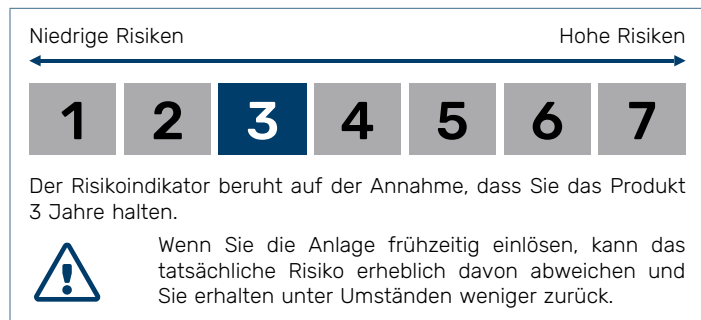 Niedrige Risiken Hohe Risiken
1 2 3 4 5 6 7
Der Risikoindikator beruht auf der Annahme, dass Sie das Produkt
3 Jahre halten.
Wenn Sie die Anlage frühzeitig einlösen, kann das
tatsächliche Risiko erheblich davon abweichen und
Sie erhalten unter Umständen weniger zurück.